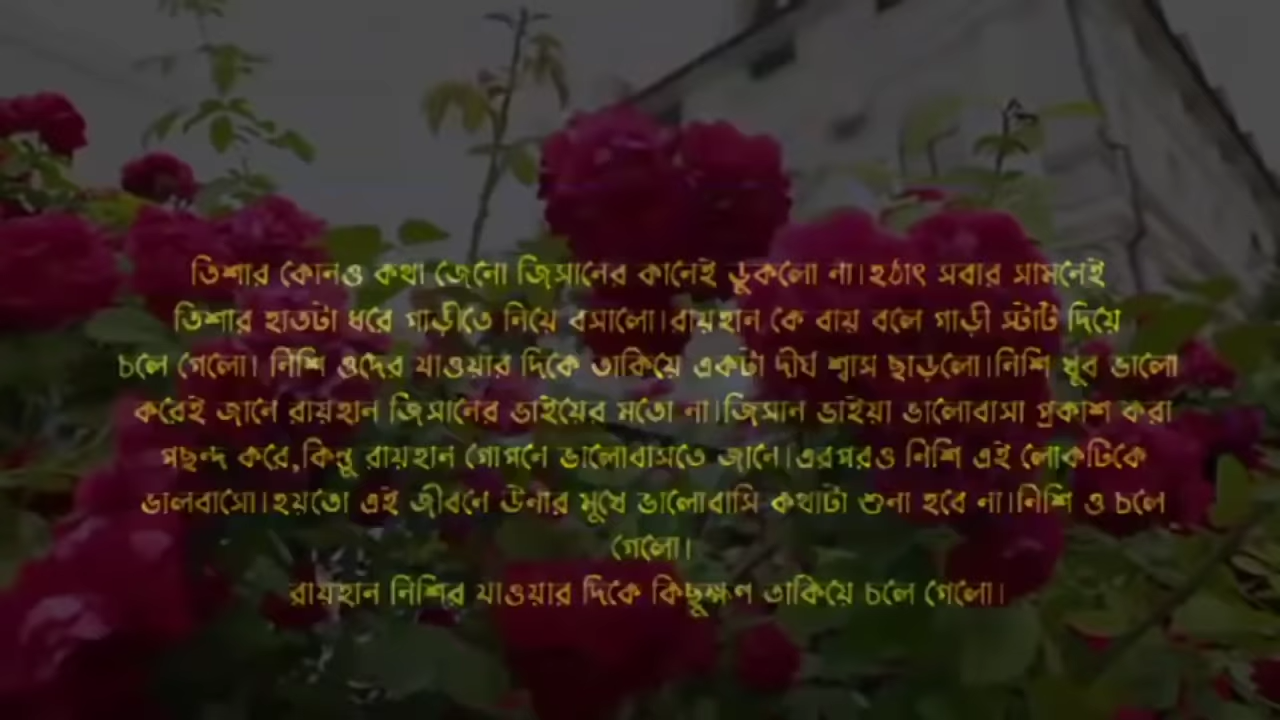 তিশার কোনও কথা জেনো জিসানের কানেই ডুকলো না।হঠাৎ সবার সামনেই
তিশার হাতটা ধরে গাড়ীতে নিয়ে বসালো।রায়হান কে বায় বলে গাড়ী স্টার্ট দিয়ে
চলে গেলো। নিশি ওদের যাওয়ার দিকে তাকিয়ে একটা দীর্ঘ শ্বাস ছাড়লো।নিশি খুব ভালো
করেই জানে রায়হান জিসানের ভাইয়ের মতো না।জিসান ভাইয়া ভালোবাসা প্রকাশ করা
পছন্দ করে,কিন্তু রায়হান গোপনে ভালোবাসতে জানে।এরপরও নিশি এই লোকটিকে
ভালবাসে।হয়তো এই জীবনে উনার মুখে ভালোবাসি কথাটা শুনা হবে না।নিশি ও চলে
গেলো।
রায়হান নিশির যাওয়ার দিকে কিছুক্ষণ তাকিয়ে চলে গেলো।